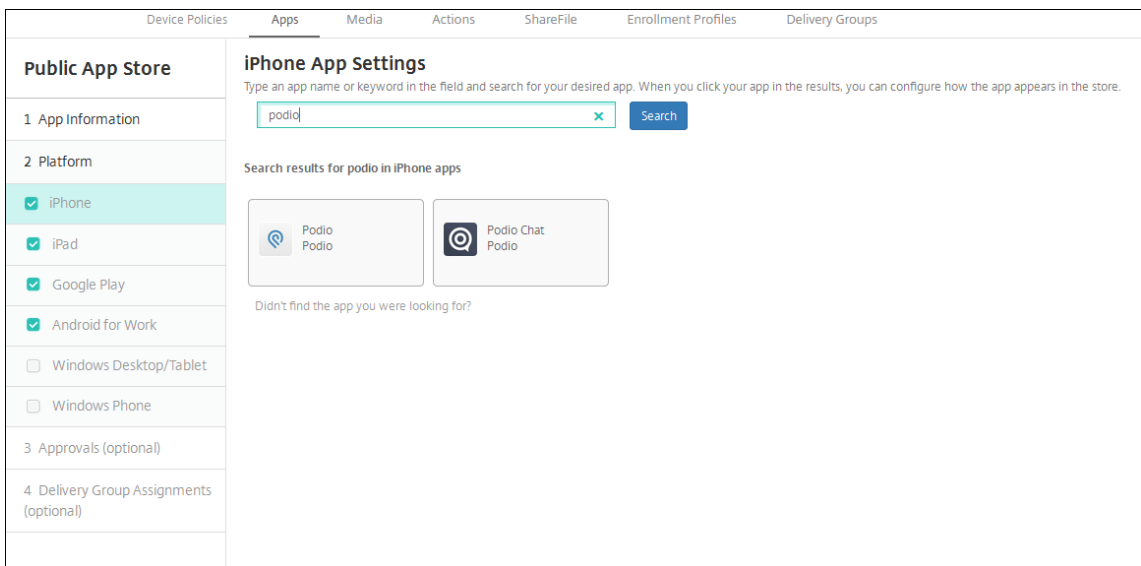 Device Policies Apps Media Actions ShareFile Enrollment Profiles Delivery Groups
Public App Store
1 App Information
2 Platform
iPhone
iPad
Google Play
Android for Work
Windows Desktop/Tablet
Windows Phone
3 Approvals (optional)
4 Delivery Group Assignments
(optional)
iPhone App Settings
Type an app name or keyword in the field and search for your desired app. When you click your app in the results, you can configure how the app appears in the store.
podio Search
Search results for podio in iPhone apps
Podio
Podio
Podio Chat
Podio
Didn't find the app you were looking for?